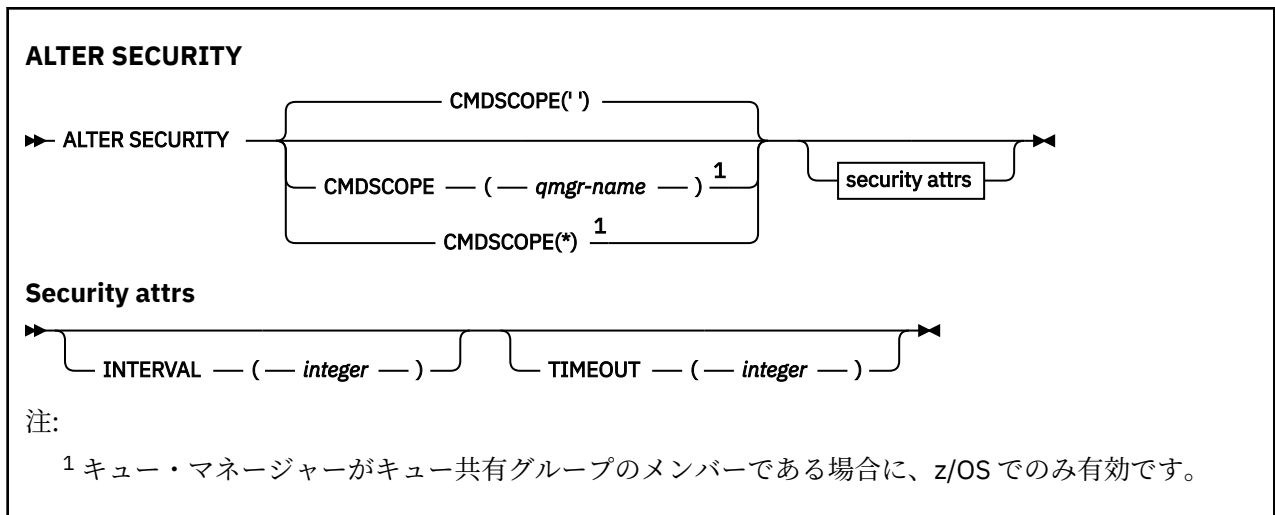 ALTER SECURITY
CMDSCOPE(' ')
ALTER SECURITY
CMDSCOPE ( qmgr-name ) 1
security attrs
CMDSCOPE(*) 1
Security attrs
INTERVAL ( integer ) TIMEOUT ( integer )
注:
1 キュー・マネージャーがキュー共有グループのメンバーである場合に、z/OS でのみ有効です。